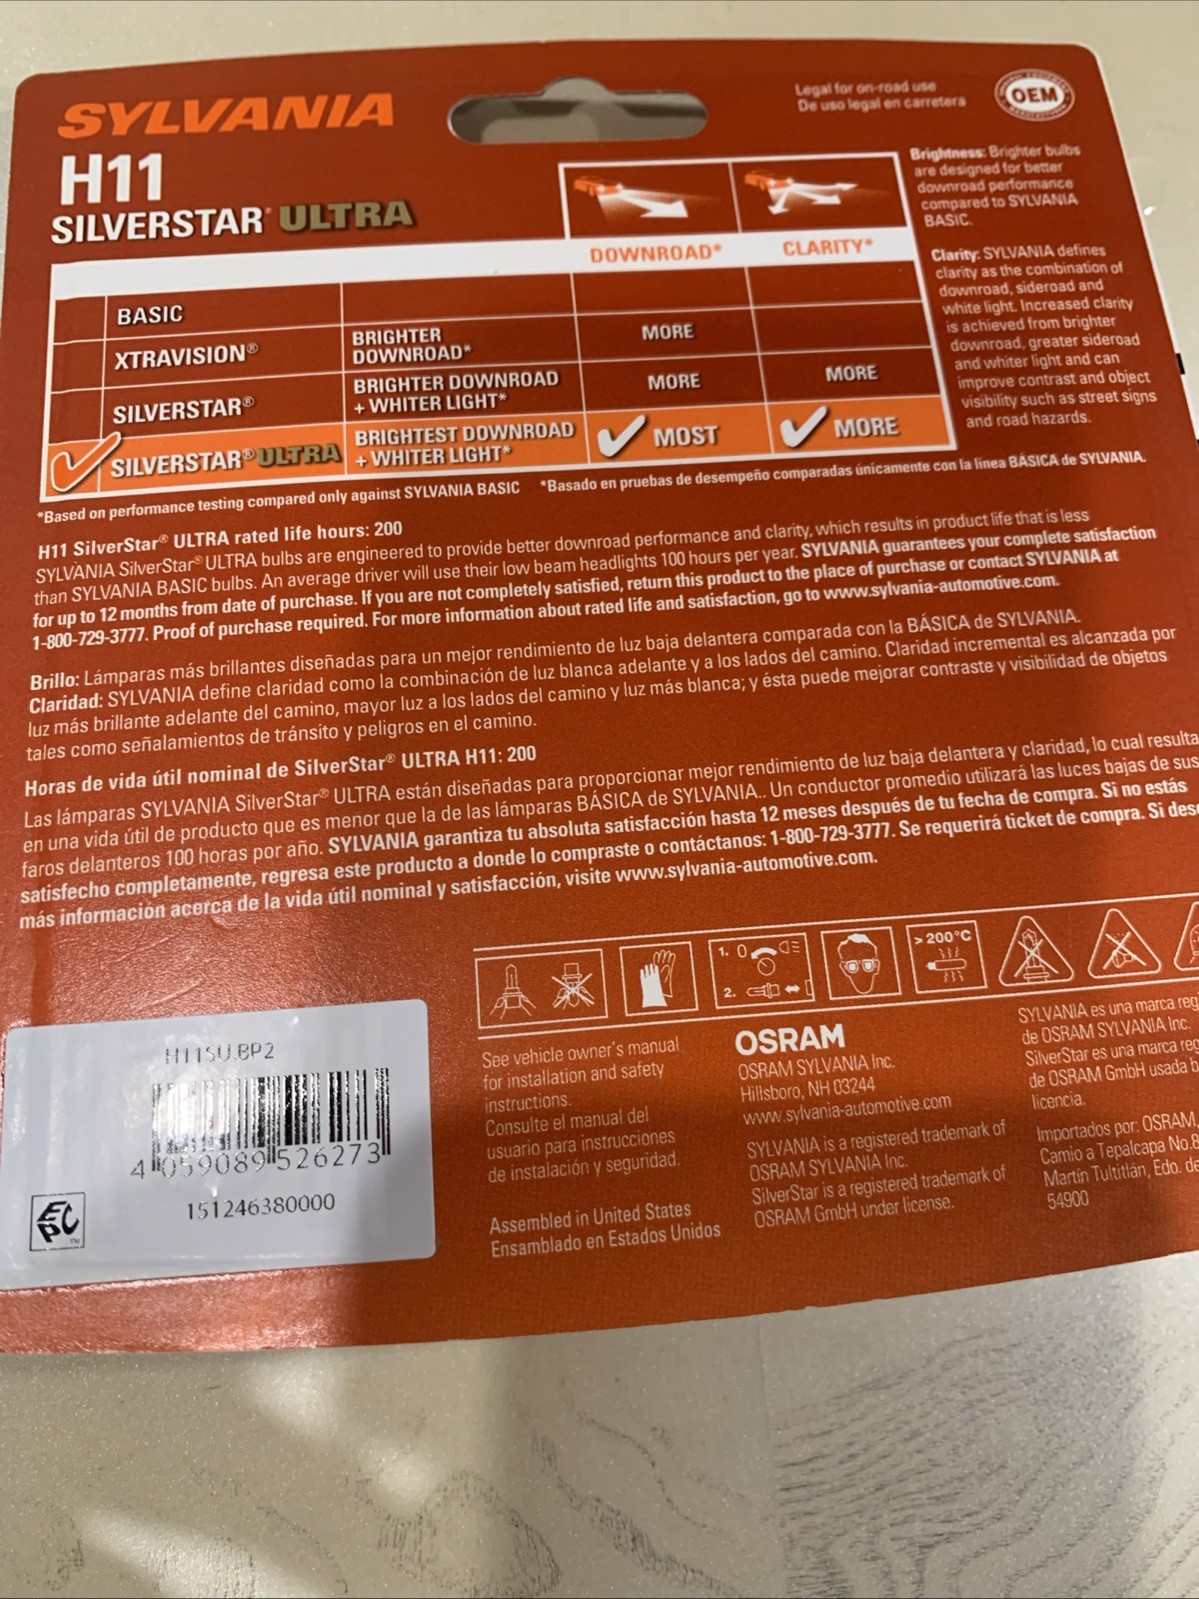 SYLVANIA
H11
SILVERSTAR® ULTRA
Legal for on-road use
De uso legal en carretera
OEM
DOWNROAD* CLARITY*
BASIC
XTRAVISION® BRIGHTER DOWNROAD* MORE
SILVERSTAR® BRIGHTER DOWNROAD + WHITER LIGHT* MORE MORE
SILVERSTAR® ULTRA BRIGHTEST DOWNROAD + WHITER LIGHT* MOST MORE
Brightness: Brighter bulbs
are designed for better
downroad performance
compared to SYLVANIA
BASIC.
Clarity: SYLVANIA defines
clarity as the combination of
downroad, sideroad and
white light. Increased clarity
is achieved from brighter
downroad, greater sideroad
and whiter light and can
improve contrast and object
visibility such as street signs
and road hazards.
*Based on performance testing compared only against SYLVANIA BASIC *Basado en pruebas de desempeño comparadas únicamente con la línea BÁSICA de SYLVANIA.
H11 SilverStar® ULTRA rated life hours: 200
SYLVANIA SilverStar® ULTRA bulbs are engineered to provide better downroad performance and clarity, which results in product life that is less
than SYLVANIA BASIC bulbs. An average driver will use their low beam headlights 100 hours per year. SYLVANIA guarantees your complete satisfaction
for up to 12 months from date of purchase. If you are not completely satisfied, return this product to the place of purchase or contact SYLVANIA at
1-800-729-3777. Proof of purchase required. For more information about rated life and satisfaction, go to www.sylvania-automotive.com.
Brillo: Lámparas más brillantes diseñadas para un mejor rendimiento de luz baja delantera comparada con la BÁSICA de SYLVANIA.
Claridad: SYLVANIA define claridad como la combinación de luz blanca adelante y a los lados del camino. Claridad incremental es alcanzada por
luz más brillante adelante del camino, mayor luz a los lados del camino y luz más blanca; y ésta puede mejorar contraste y visibilidad de objetos
tales como señalamientos de tránsito y peligros en el camino.
Horas de vida útil nominal de SilverStar® ULTRA H11: 200
Las lámparas SYLVANIA SilverStar® ULTRA están diseñadas para proporcionar mejor rendimiento de luz baja delantera y claridad, lo cual resulta
en una vida útil de producto que es menor que la de las lámparas BÁSICA de SYLVANIA.. Un conductor promedio utilizará las luces bajas de sus
faros delanteros 100 horas por año. SYLVANIA garantiza tu absoluta satisfacción hasta 12 meses después de tu fecha de compra. Si no estás
satisfecho completamente, regresa este producto a donde lo compraste o contáctanos: 1-800-729-3777. Se requerirá ticket de compra. Si des
más información acerca de la vida útil nominal y satisfacción, visite www.sylvania-automotive.com.
1. 0
2.
> 200°C
H11SU.BP2
4 059089 526273
151246380000
EPC
TM
See vehicle owner's manual
for installation and safety
instructions.
Consulte el manual del
usuario para instrucciones
de instalación y seguridad.
Assembled in United States
Ensamblado en Estados Unidos
OSRAM
OSRAM SYLVANIA Inc.
Hillsboro, NH 03244
www.sylvania-automotive.com
SYLVANIA is a registered trademark of
OSRAM SYLVANIA Inc.
SilverStar is a registered trademark of
OSRAM GmbH under license.
SYLVANIA es una marca reg
de OSRAM SYLVANIA Inc.
SilverStar es una marca reg
de OSRAM GmbH usada b
licencia.
Importados por: OSRAM
Camio a Tepalcapa No 8
Martín Tultitlán, Edo. de
54900